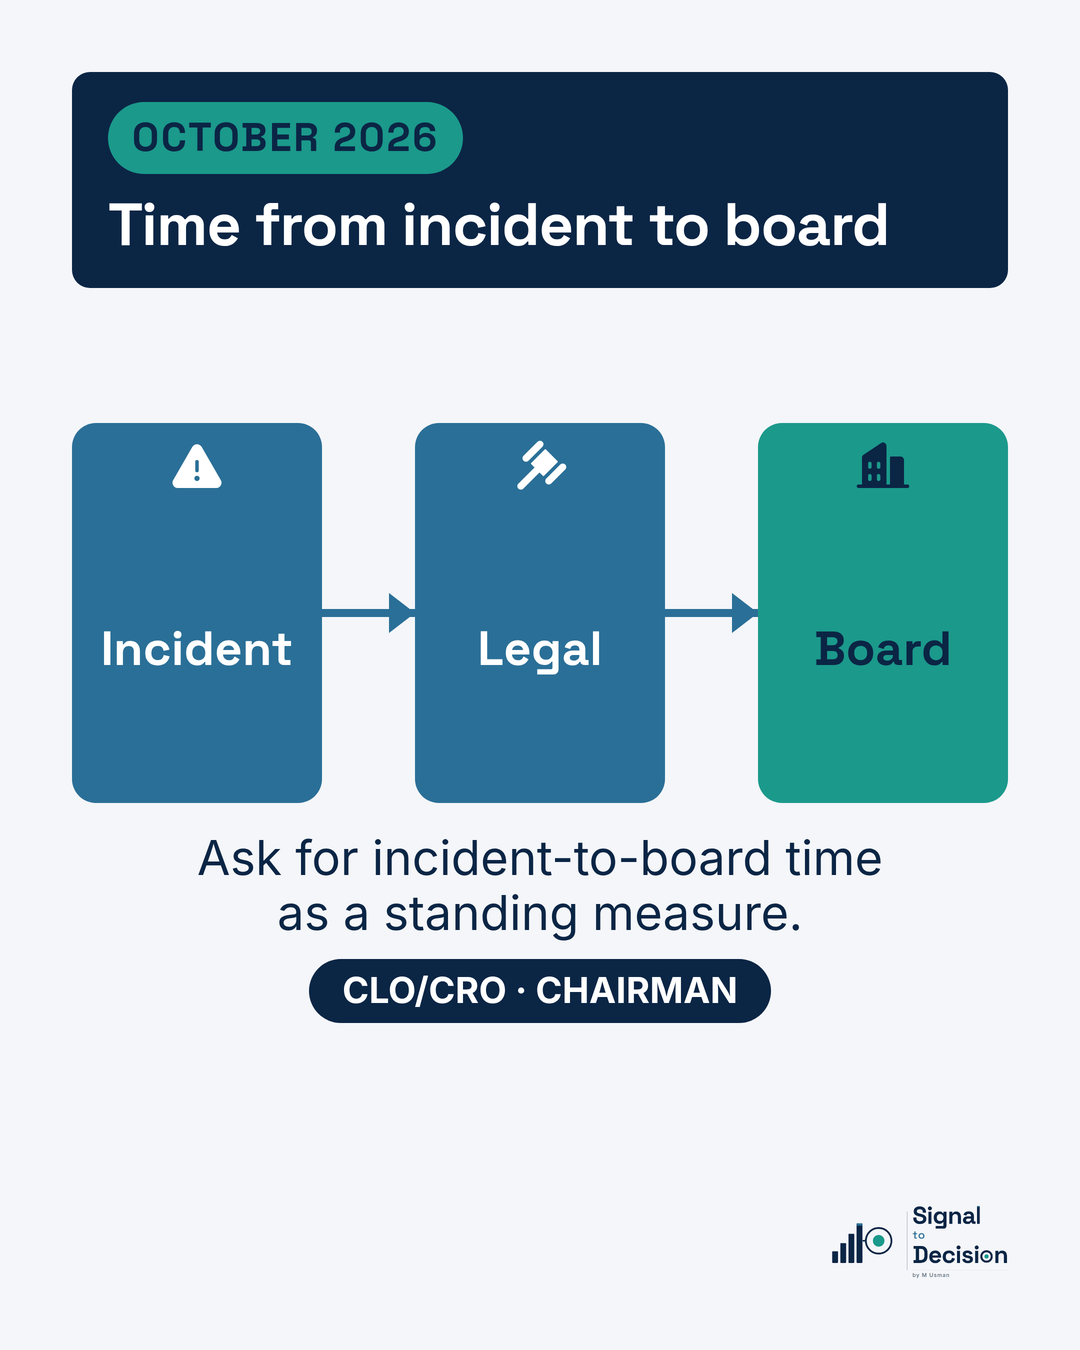 OCTOBER 2026
Time from incident to board
Incident
Legal
Board
Ask for incident-to-board time
as a standing measure.
CLO/CRO · CHAIRMAN
Signal
to
Decision
by M Usman